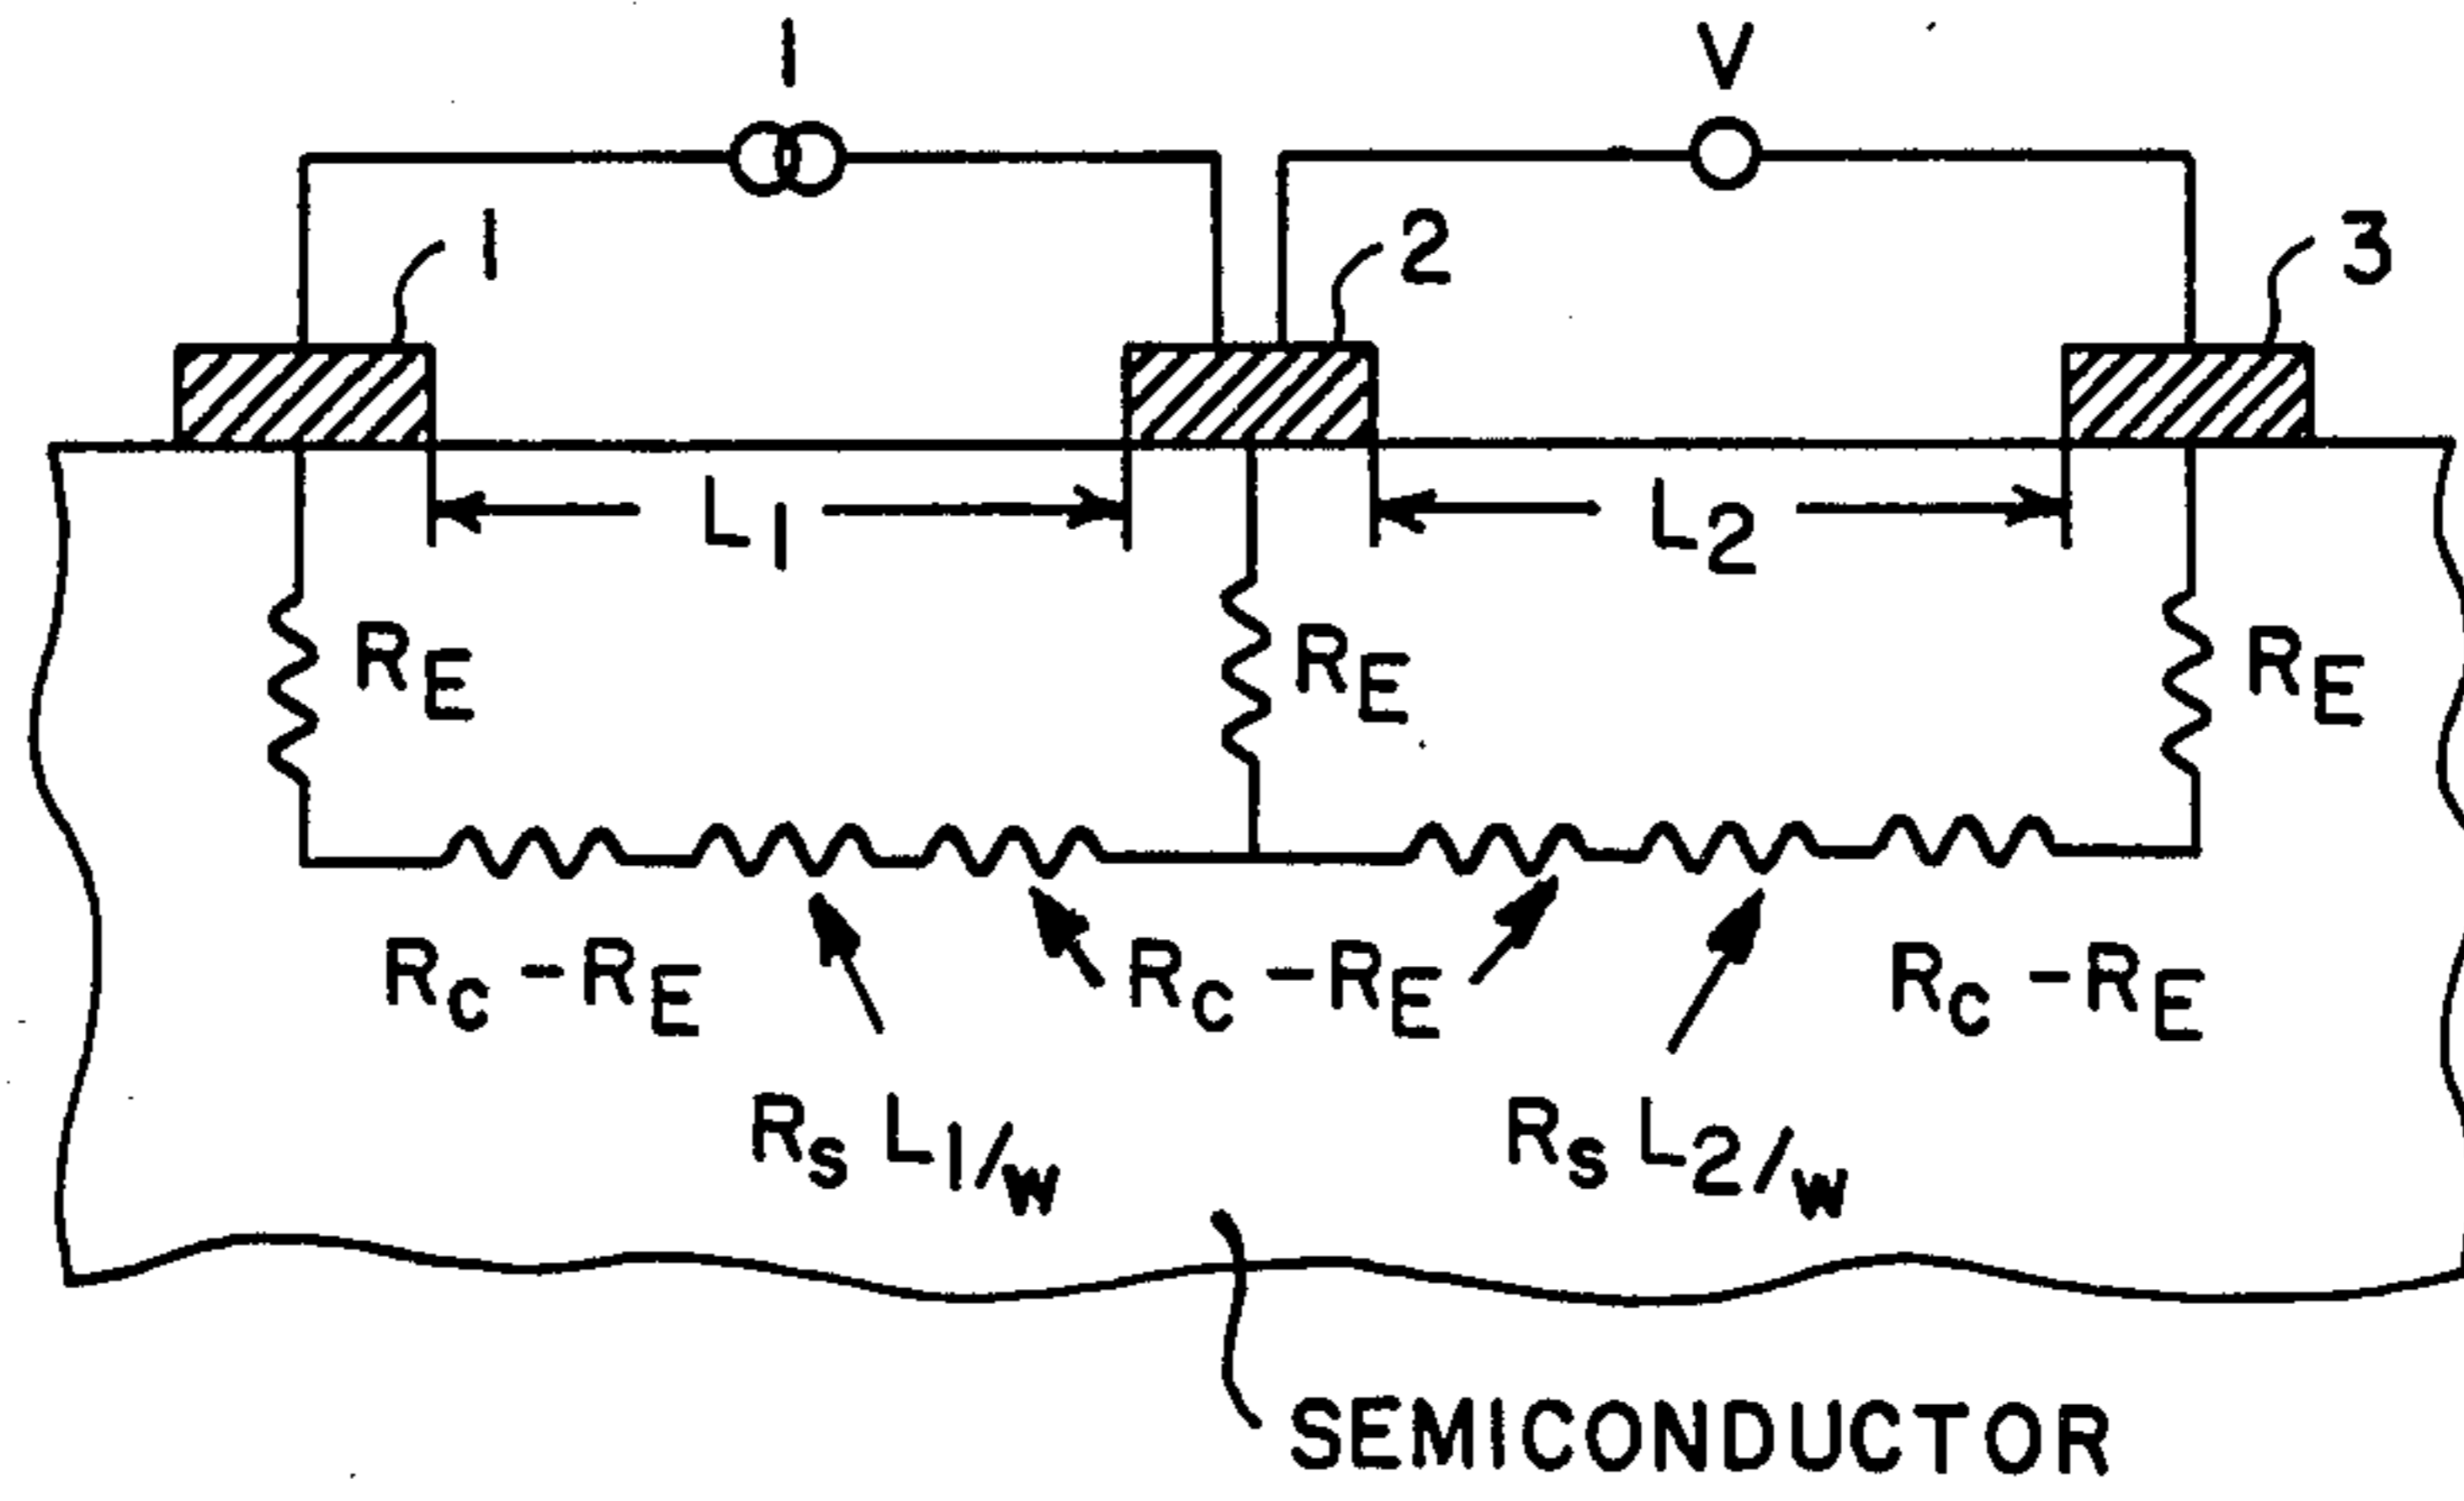 I
V
1
2
3
L1
L2
RE
RE
RE
RC-RE
RC-RE
RC-RE
RS L1/W
RS L2/W
SEMICONDUCTOR